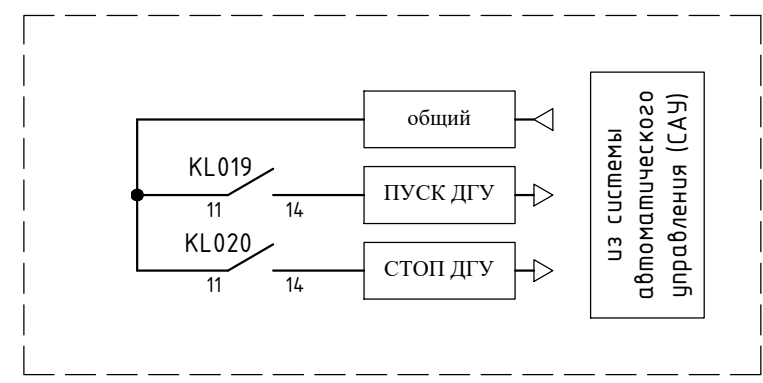 общий
KL019
11 14
ПУСК ДГУ
KL020
11 14
СТОП ДГУ
из системы
автоматического
управления (САУ)